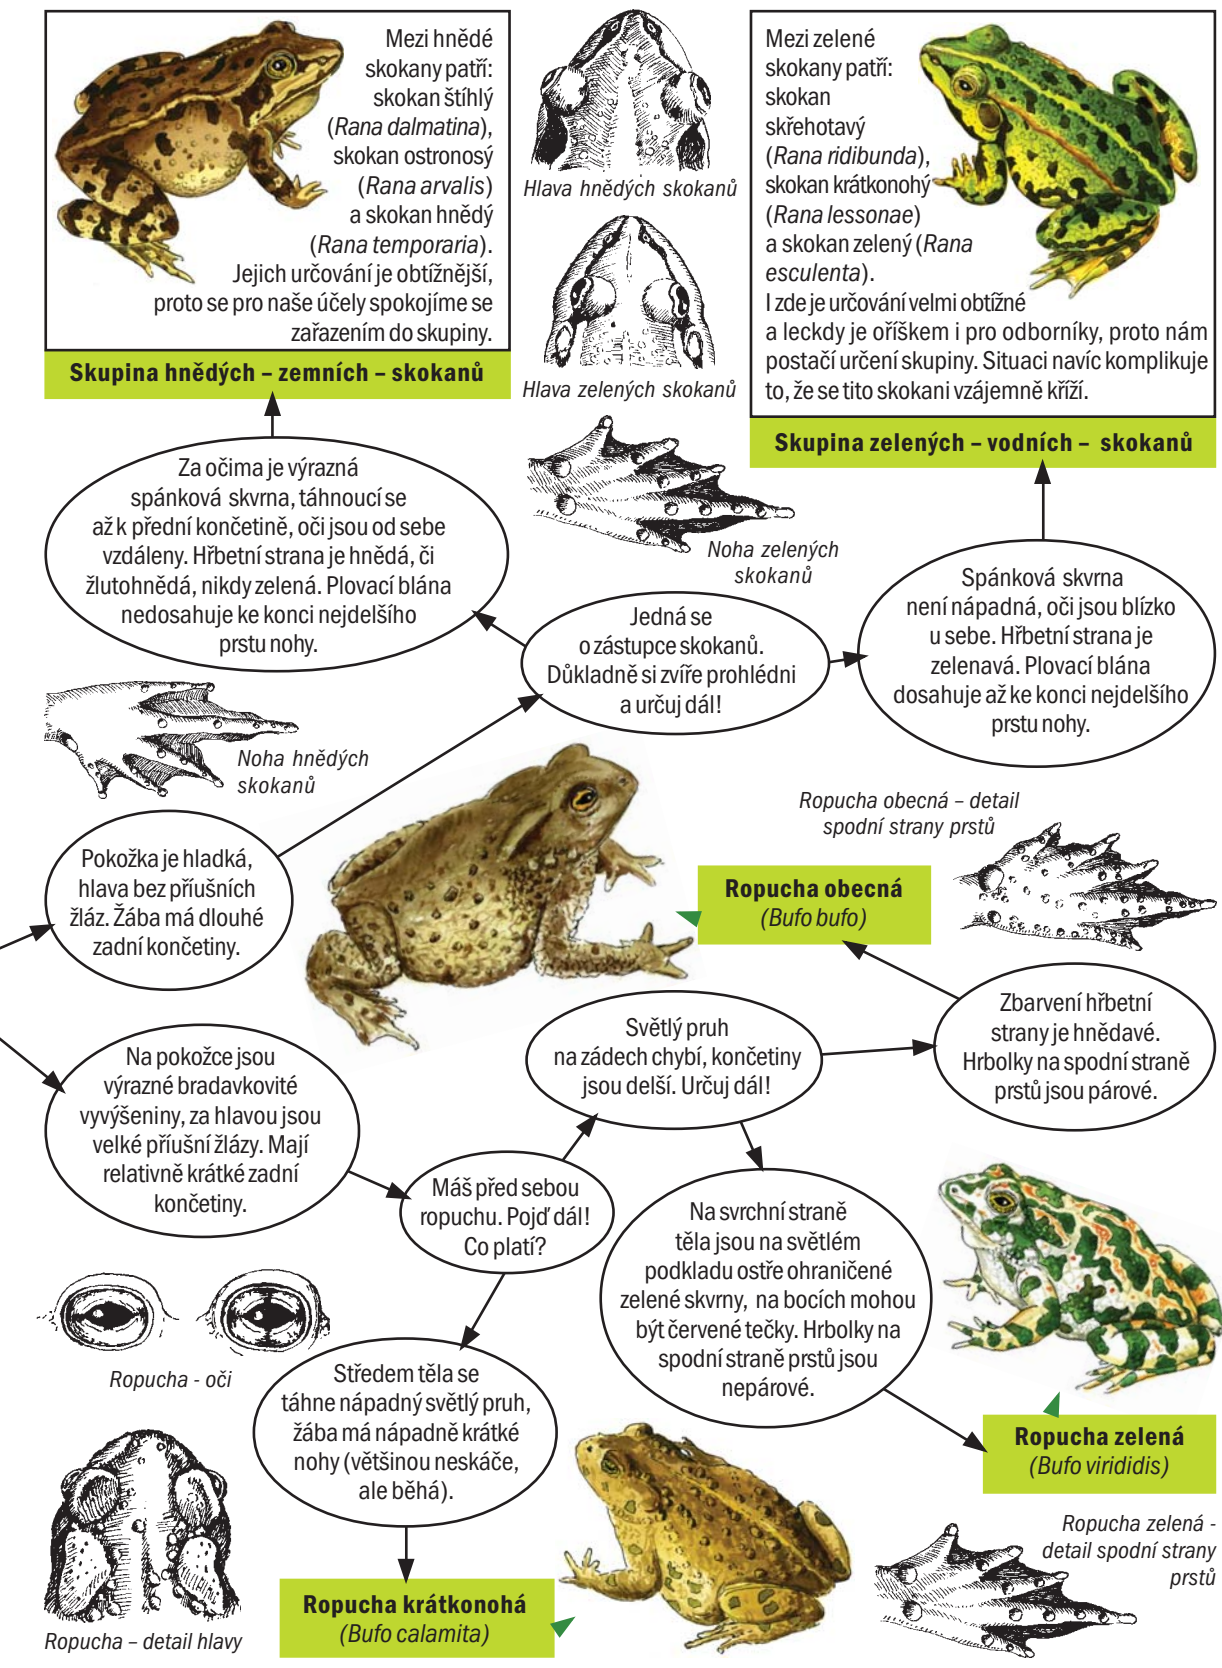 Mezi hnědé
skokany patří:
skokan štíhlý
(Rana dalmatina),
skokan ostronosý
(Rana arvalis)
a skokan hnědý
(Rana temporaria).
Jejich určování je obtížnější,
proto se pro naše účely spokojíme se
zařazením do skupiny.
Skupina hnědých – zemních – skokanů
Hlava hnědých skokanů
Hlava zelených skokanů
Mezi zelené
skokany patří:
skokan
skřehotavý
(Rana ridibunda),
skokan krátkonohý
(Rana lessonae)
a skokan zelený (Rana
esculenta).
I zde je určování velmi obtížné
a leckdy je oříškem i pro odborníky, proto nám
postačí určení skupiny. Situaci navíc komplikuje
to, že se tito skokani vzájemně kříží.
Skupina zelených – vodních – skokanů
Za očima je výrazná
spánková skvrna, táhnoucí se
až k přední končetině, oči jsou od sebe
vzdáleny. Hřbetní strana je hnědá, či
žlutohnědá, nikdy zelená. Plovací blána
nedosahuje ke konci nejdelšího
prstu nohy.
Noha zelených
skokanů
Jedná se
o zástupce skokanů.
Důkladně si zvíře prohlédni
a určuj dál!
Spánková skvrna
není nápadná, oči jsou blízko
u sebe. Hřbetní strana je
zelenavá. Plovací blána
dosahuje až ke konci nejdelšího
prstu nohy.
Noha hnědých
skokanů
Ropucha obecná – detail
spodní strany prstů
Pokožka je hladká,
hlava bez příušních
žláz. Žába má dlouhé
zadní končetiny.
Ropucha obecná
(Bufo bufo)
Zbarvení hřbetní
strany je hnědavé.
Hrbolky na spodní straně
prstů jsou párové.
Světlý pruh
na zádech chybí, končetiny
jsou delší. Určuj dál!
Na pokožce jsou
výrazné bradavkovité
vyvýšeniny, za hlavou jsou
velké příušní žlázy. Mají
relativně krátké zadní
končetiny.
Máš před sebou
ropuchu. Pojď dál!
Co platí?
Na svrchní straně
těla jsou na světlém
podkladu ostře ohraničené
zelené skvrny, na bocích mohou
být červené tečky. Hrbolky na
spodní straně prstů jsou
nepárové.
Ropucha - oči
Středem těla se
táhne nápadný světlý pruh,
žába má nápadně krátké
nohy (většinou neskáče,
ale běhá).
Ropucha zelená
(Bufo virididis)
Ropucha zelená -
detail spodní strany
prstů
Ropucha krátkonohá
(Bufo calamita)
Ropucha – detail hlavy